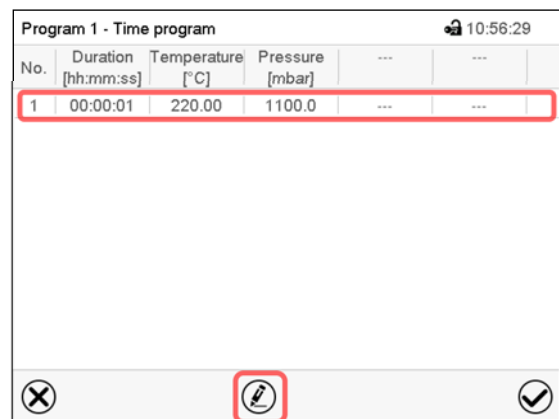 Program 1 - Time program 10:56:29
No. Duration [hh:mm:ss] Temperature [°C] Pressure [mbar] --- ---
1 00:00:01 220.00 1100.0 --- ---